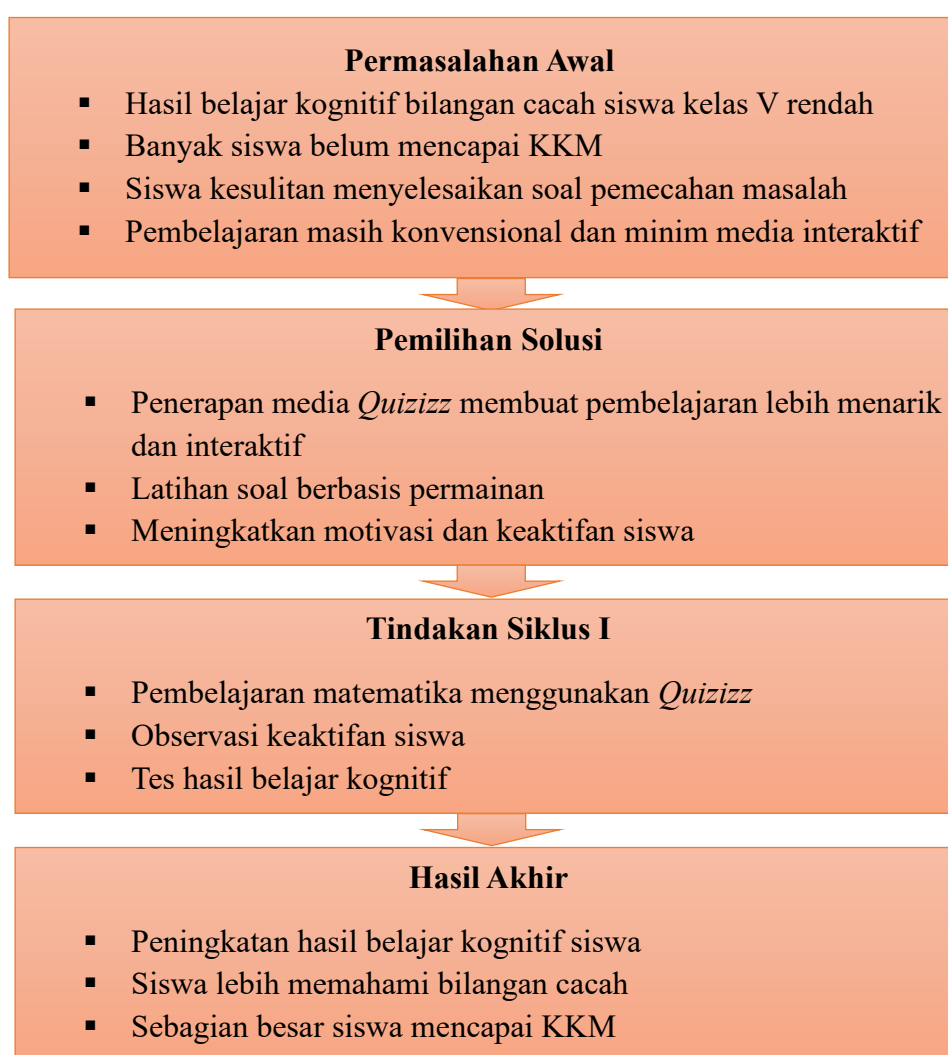 Permasalahan Awal
▪ Hasil belajar kognitif bilangan cacah siswa kelas V rendah
▪ Banyak siswa belum mencapai KKM
▪ Siswa kesulitan menyelesaikan soal pemecahan masalah
▪ Pembelajaran masih konvensional dan minim media interaktif
Pemilihan Solusi
▪ Penerapan media Quizizz membuat pembelajaran lebih menarik
dan interaktif
▪ Latihan soal berbasis permainan
▪ Meningkatkan motivasi dan keaktifan siswa
Tindakan Siklus I
▪ Pembelajaran matematika menggunakan Quizizz
▪ Observasi keaktifan siswa
▪ Tes hasil belajar kognitif
Hasil Akhir
▪ Peningkatan hasil belajar kognitif siswa
▪ Siswa lebih memahami bilangan cacah
▪ Sebagian besar siswa mencapai KKM